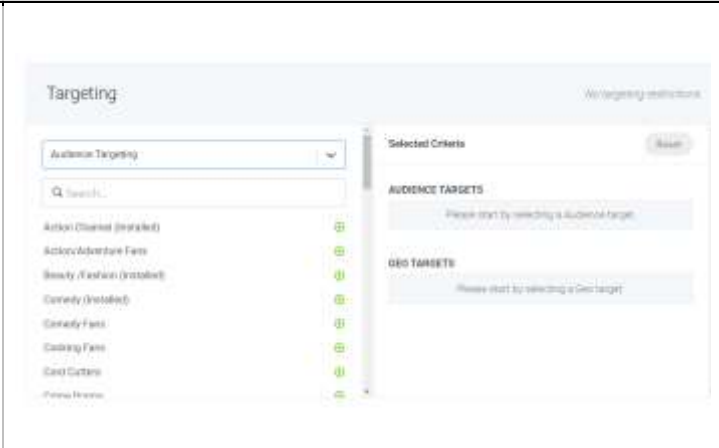 Targeting
No targeting restrictions
Audience Targeting
Search...
Action Channel (Installed)
Action/Adventure Fans
Beauty /Fashion (Installed)
Comedy (Installed)
Comedy Fans
Cooking Fans
Cord Cutters
Selected Criteria
Reset
AUDIENCE TARGETS
Please start by selecting a Audience target
GEO TARGETS
Please start by selecting a Geo target